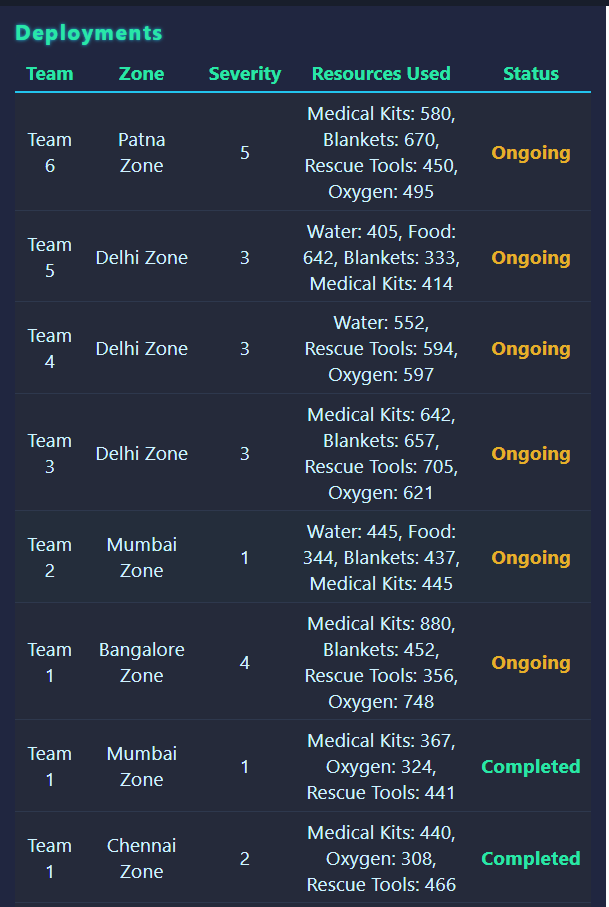 Deployments
Team Zone Severity Resources Used Status
Team 6 Patna Zone 5 Medical Kits: 580, Blankets: 670, Rescue Tools: 450, Oxygen: 495 Ongoing
Team 5 Delhi Zone 3 Water: 405, Food: 642, Blankets: 333, Medical Kits: 414 Ongoing
Team 4 Delhi Zone 3 Water: 552, Rescue Tools: 594, Oxygen: 597 Ongoing
Team 3 Delhi Zone 3 Medical Kits: 642, Blankets: 657, Rescue Tools: 705, Oxygen: 621 Ongoing
Team 2 Mumbai Zone 1 Water: 445, Food: 344, Blankets: 437, Medical Kits: 445 Ongoing
Team 1 Bangalore Zone 4 Medical Kits: 880, Blankets: 452, Rescue Tools: 356, Oxygen: 748 Ongoing
Team 1 Mumbai Zone 1 Medical Kits: 367, Oxygen: 324, Rescue Tools: 441 Completed
Team 1 Chennai Zone 2 Medical Kits: 440, Oxygen: 308, Rescue Tools: 466 Completed